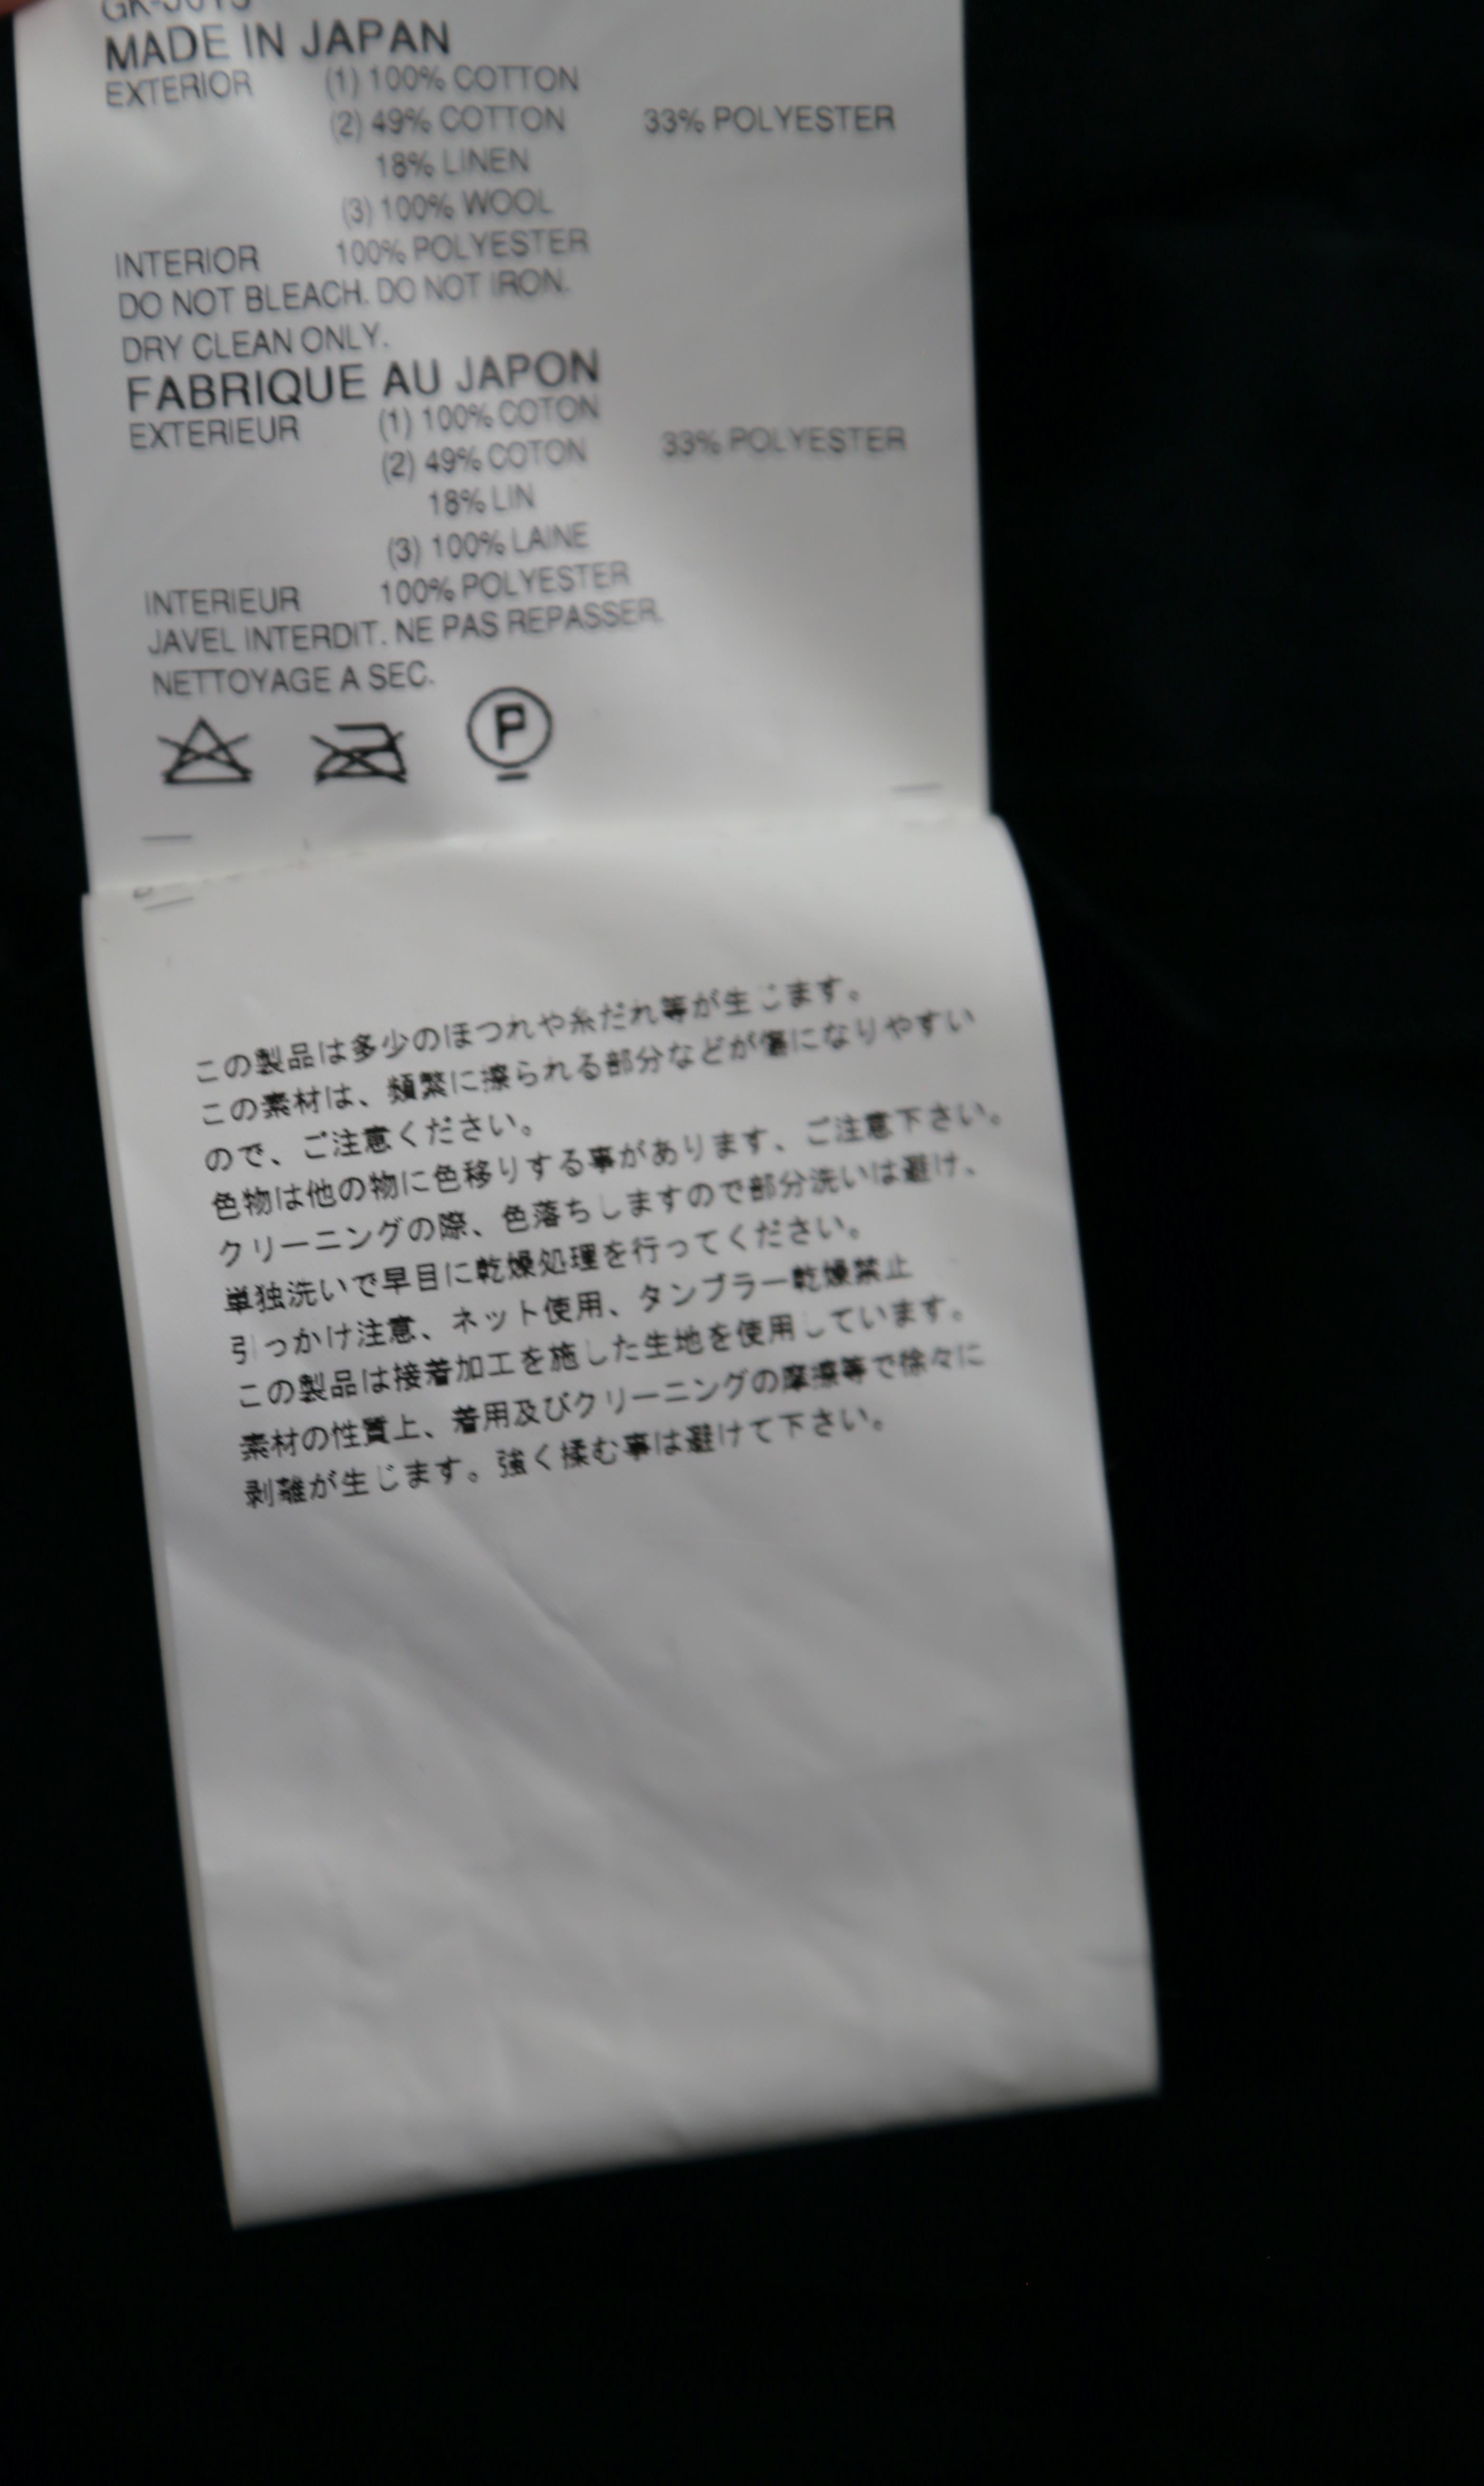 MADE IN JAPAN
EXTERIOR (1) 100% COTTON
(2) 49% COTTON 33% POLYESTER
18% LINEN
(3) 100% WOOL
INTERIOR 100% POLYESTER
DO NOT BLEACH. DO NOT IRON.
DRY CLEAN ONLY.
FABRIQUE AU JAPON
EXTERIEUR (1) 100% COTON
(2) 49% COTON 33% POLYESTER
18% LIN
(3) 100% LAINE
INTERIEUR 100% POLYESTER
JAVEL INTERDIT. NE PAS REPASSER.
NETTOYAGE A SEC.
P
この製品は多少のほつれや糸だれ等が生じます。
この素材は、頻繁に擦られる部分などが傷になりやすい
ので、ご注意ください。
色物は他の物に色移りする事があります、ご注意下さい。
クリーニングの際、色落ちしますので部分洗いは避け、
単独洗いで早目に乾燥処理を行ってください。
引っかけ注意、ネット使用、タンブラー乾燥禁止
この製品は接着加工を施した生地を使用しています。
素材の性質上、着用及びクリーニングの摩擦等で徐々に
剥離が生じます。強く揉む事は避けて下さい。